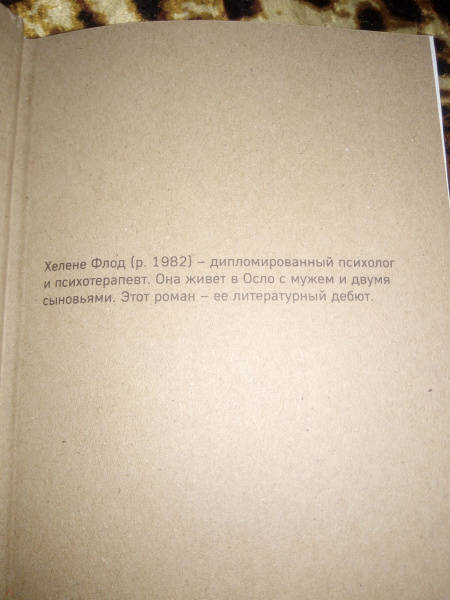 Хелене Флод (р. 1982) – дипломированный психолог
и психотерапевт. Она живет в Осло с мужем и двумя
сыновьями. Этот роман – ее литературный дебют.